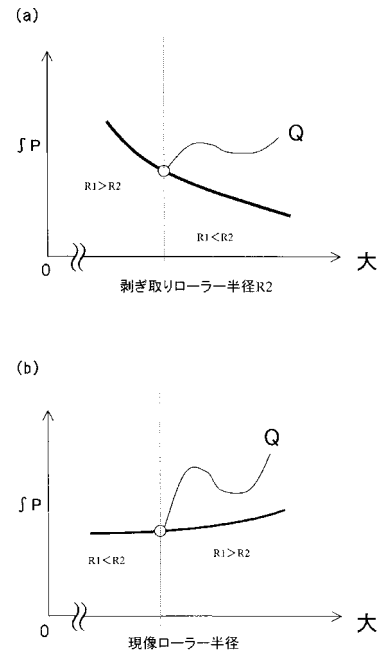 (a)
∫P
Q
R1>R2
R1<R2
0
大
剥ぎ取りローラー半径R2
(b)
Q
∫P
R1<R2
R1>R2
0
大
現像ローラー半径